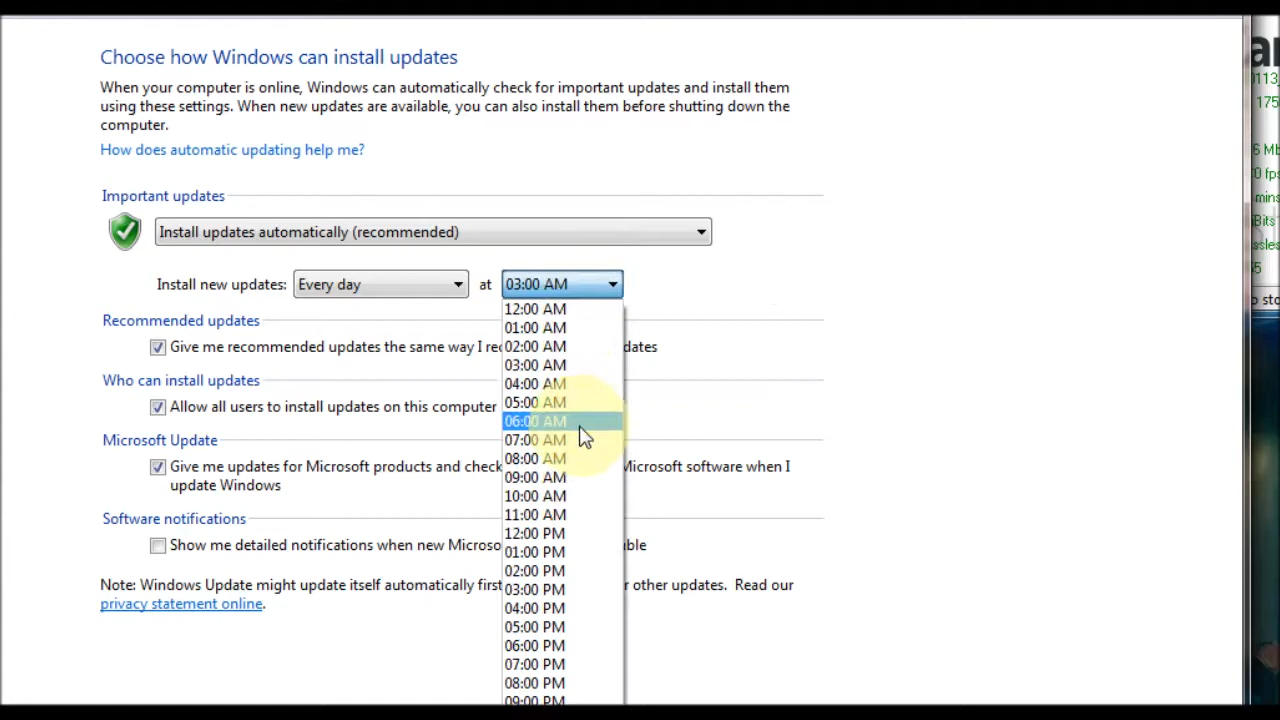 Choose how Windows can install updates
When your computer is online, Windows can automatically check for important updates and install them
using these settings. When new updates are available, you can also install them before shutting down the
computer.
How does automatic updating help me?
Important updates
Install updates automatically (recommended)
Install new updates: Every day at 03:00 AM
12:00 AM
Recommended updates
01:00 AM
Give me recommended updates the same way I re 02:00 AM dates
03:00 AM
Who can install updates
04:00 AM
Allow all users to install updates on this computer
05:00 AM
06:00 AM
Microsoft Update
07:00 AM
08:00 AM
Give me updates for Microsoft products and check Microsoft software when I
update Windows
09:00 AM
10:00 AM
Software notifications
11:00 AM
12:00 PM
Show me detailed notifications when new Microso ble
01:00 PM
02:00 PM
Note: Windows Update might update itself automatically first 03:00 PM r other updates. Read our
privacy statement online.
04:00 PM
05:00 PM
06:00 PM
07:00 PM
08:00 PM
09:00 PM